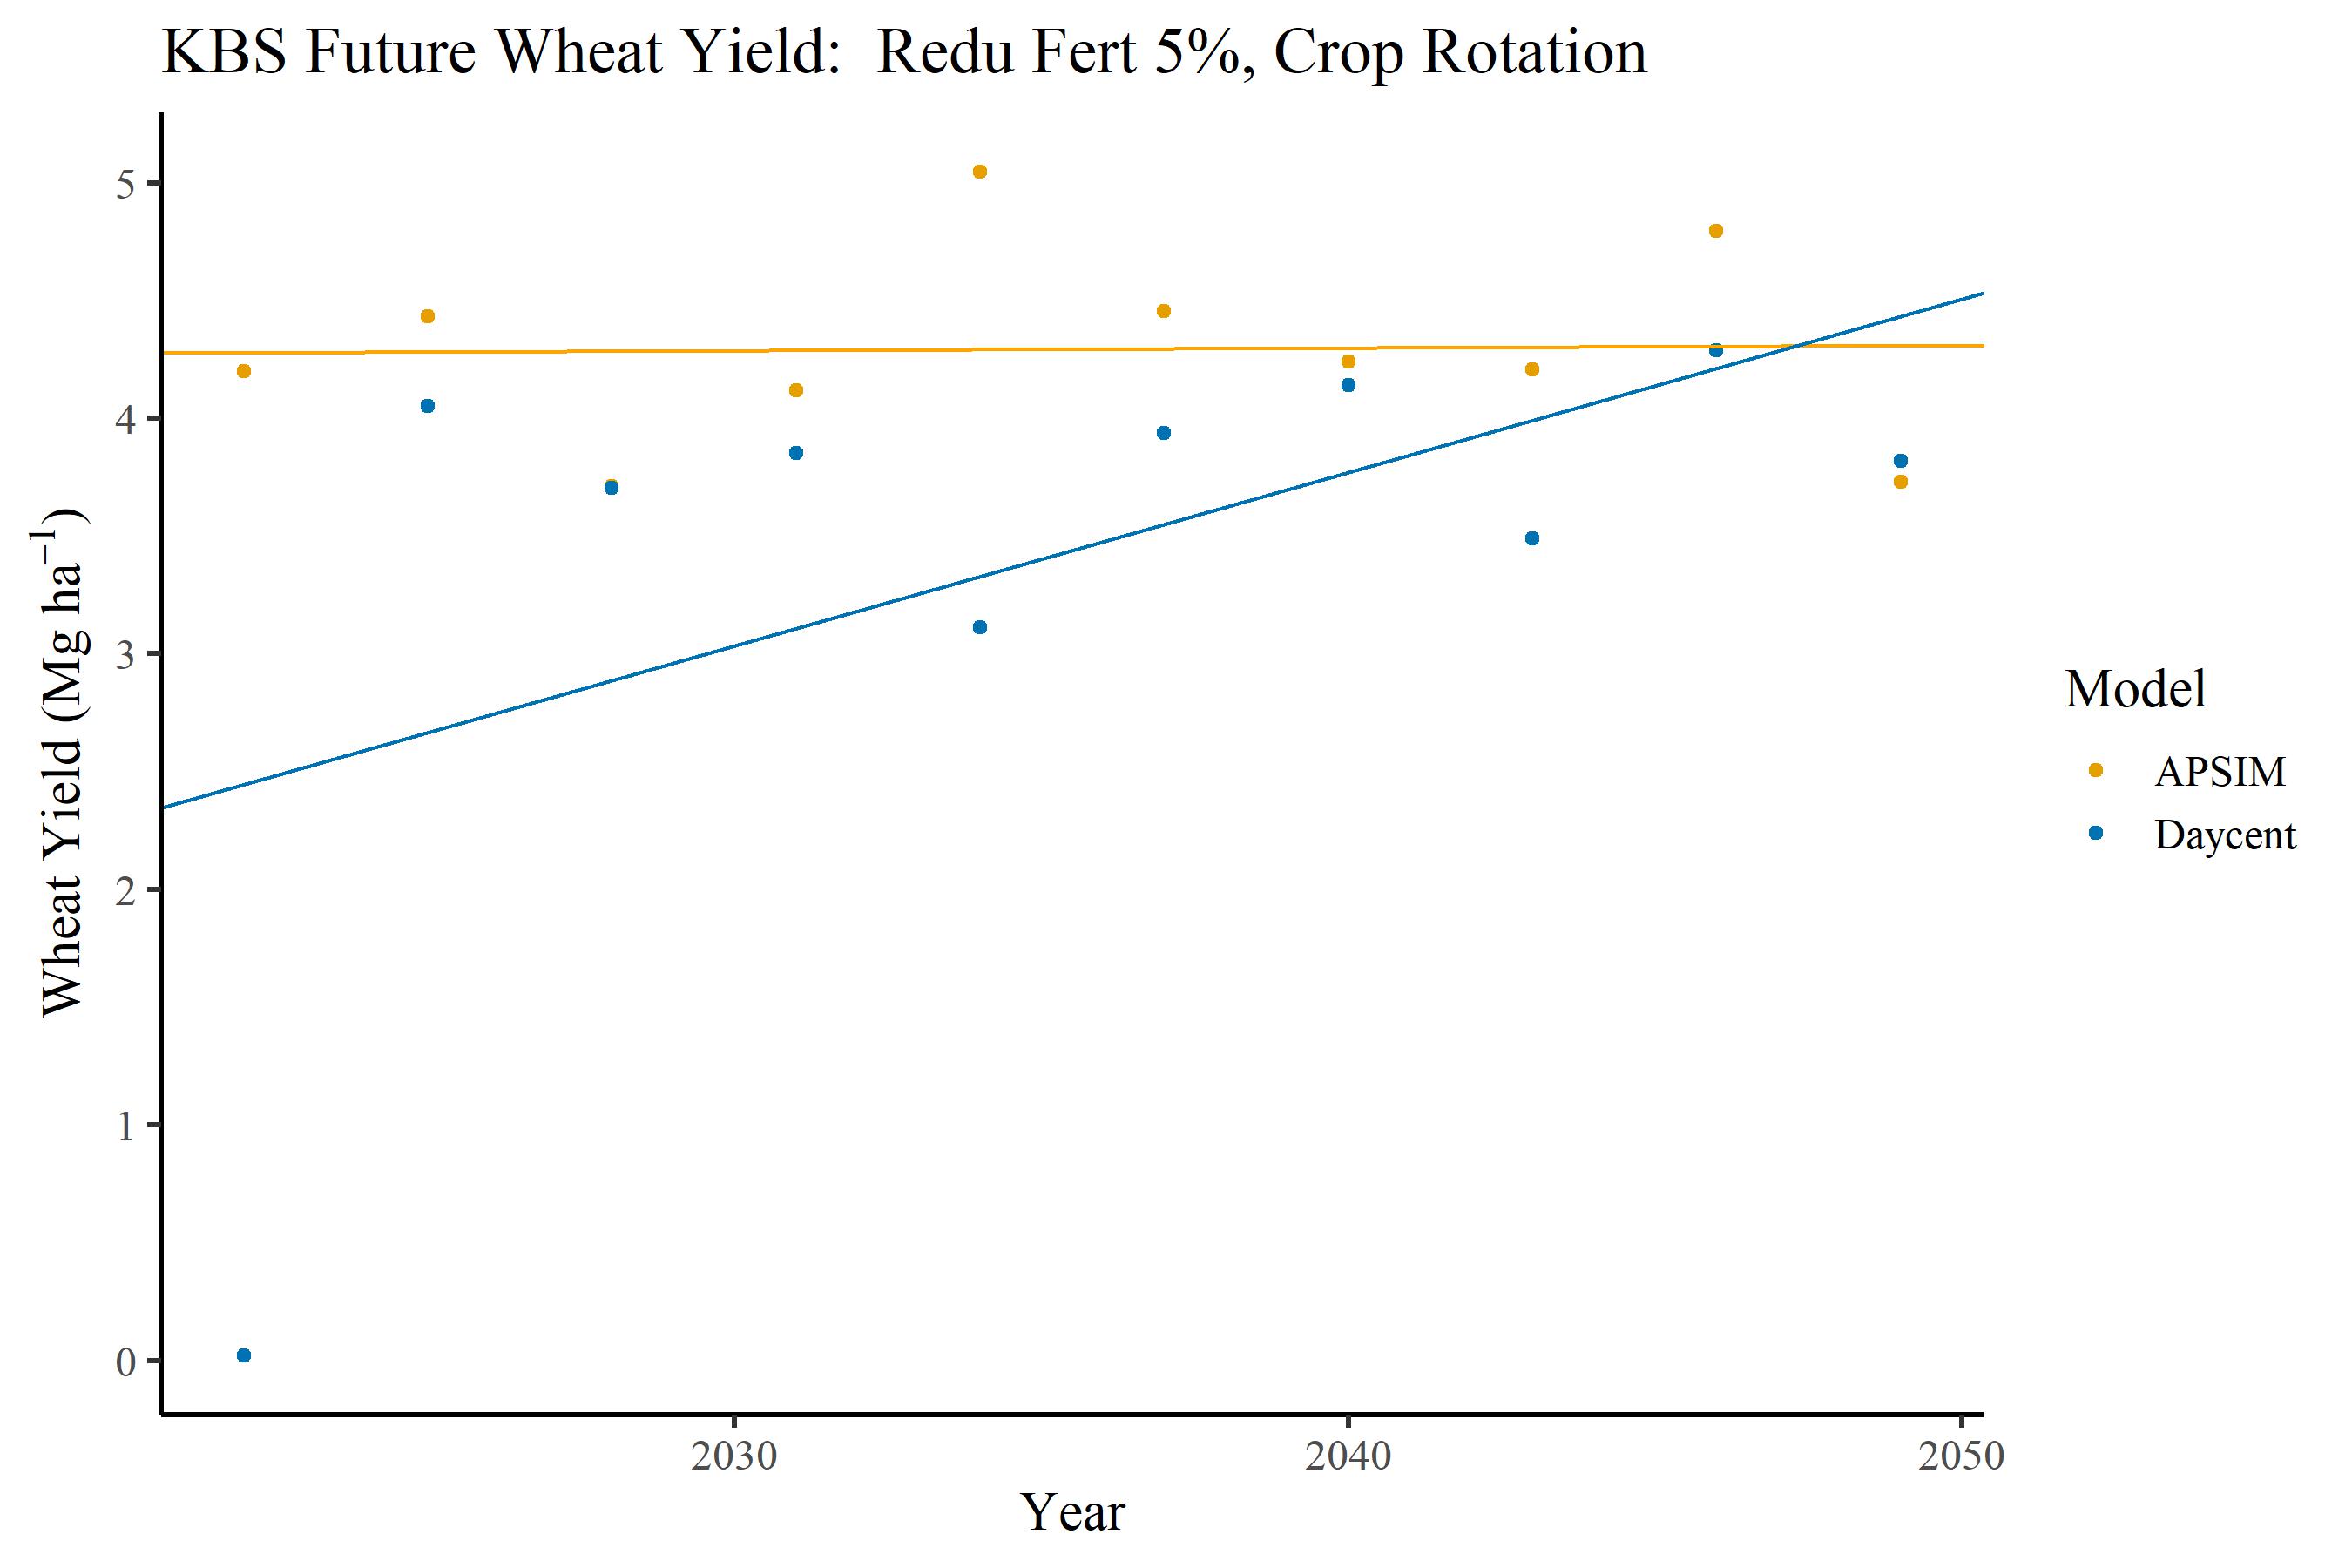 KBS Future Wheat Yield:  Redu Fert 5%, Crop Rotation
Wheat Yield (Mg ha⁻¹)
5
4
3
2
1
0
2030
2040
2050
Year
Model
APSIM
Daycent